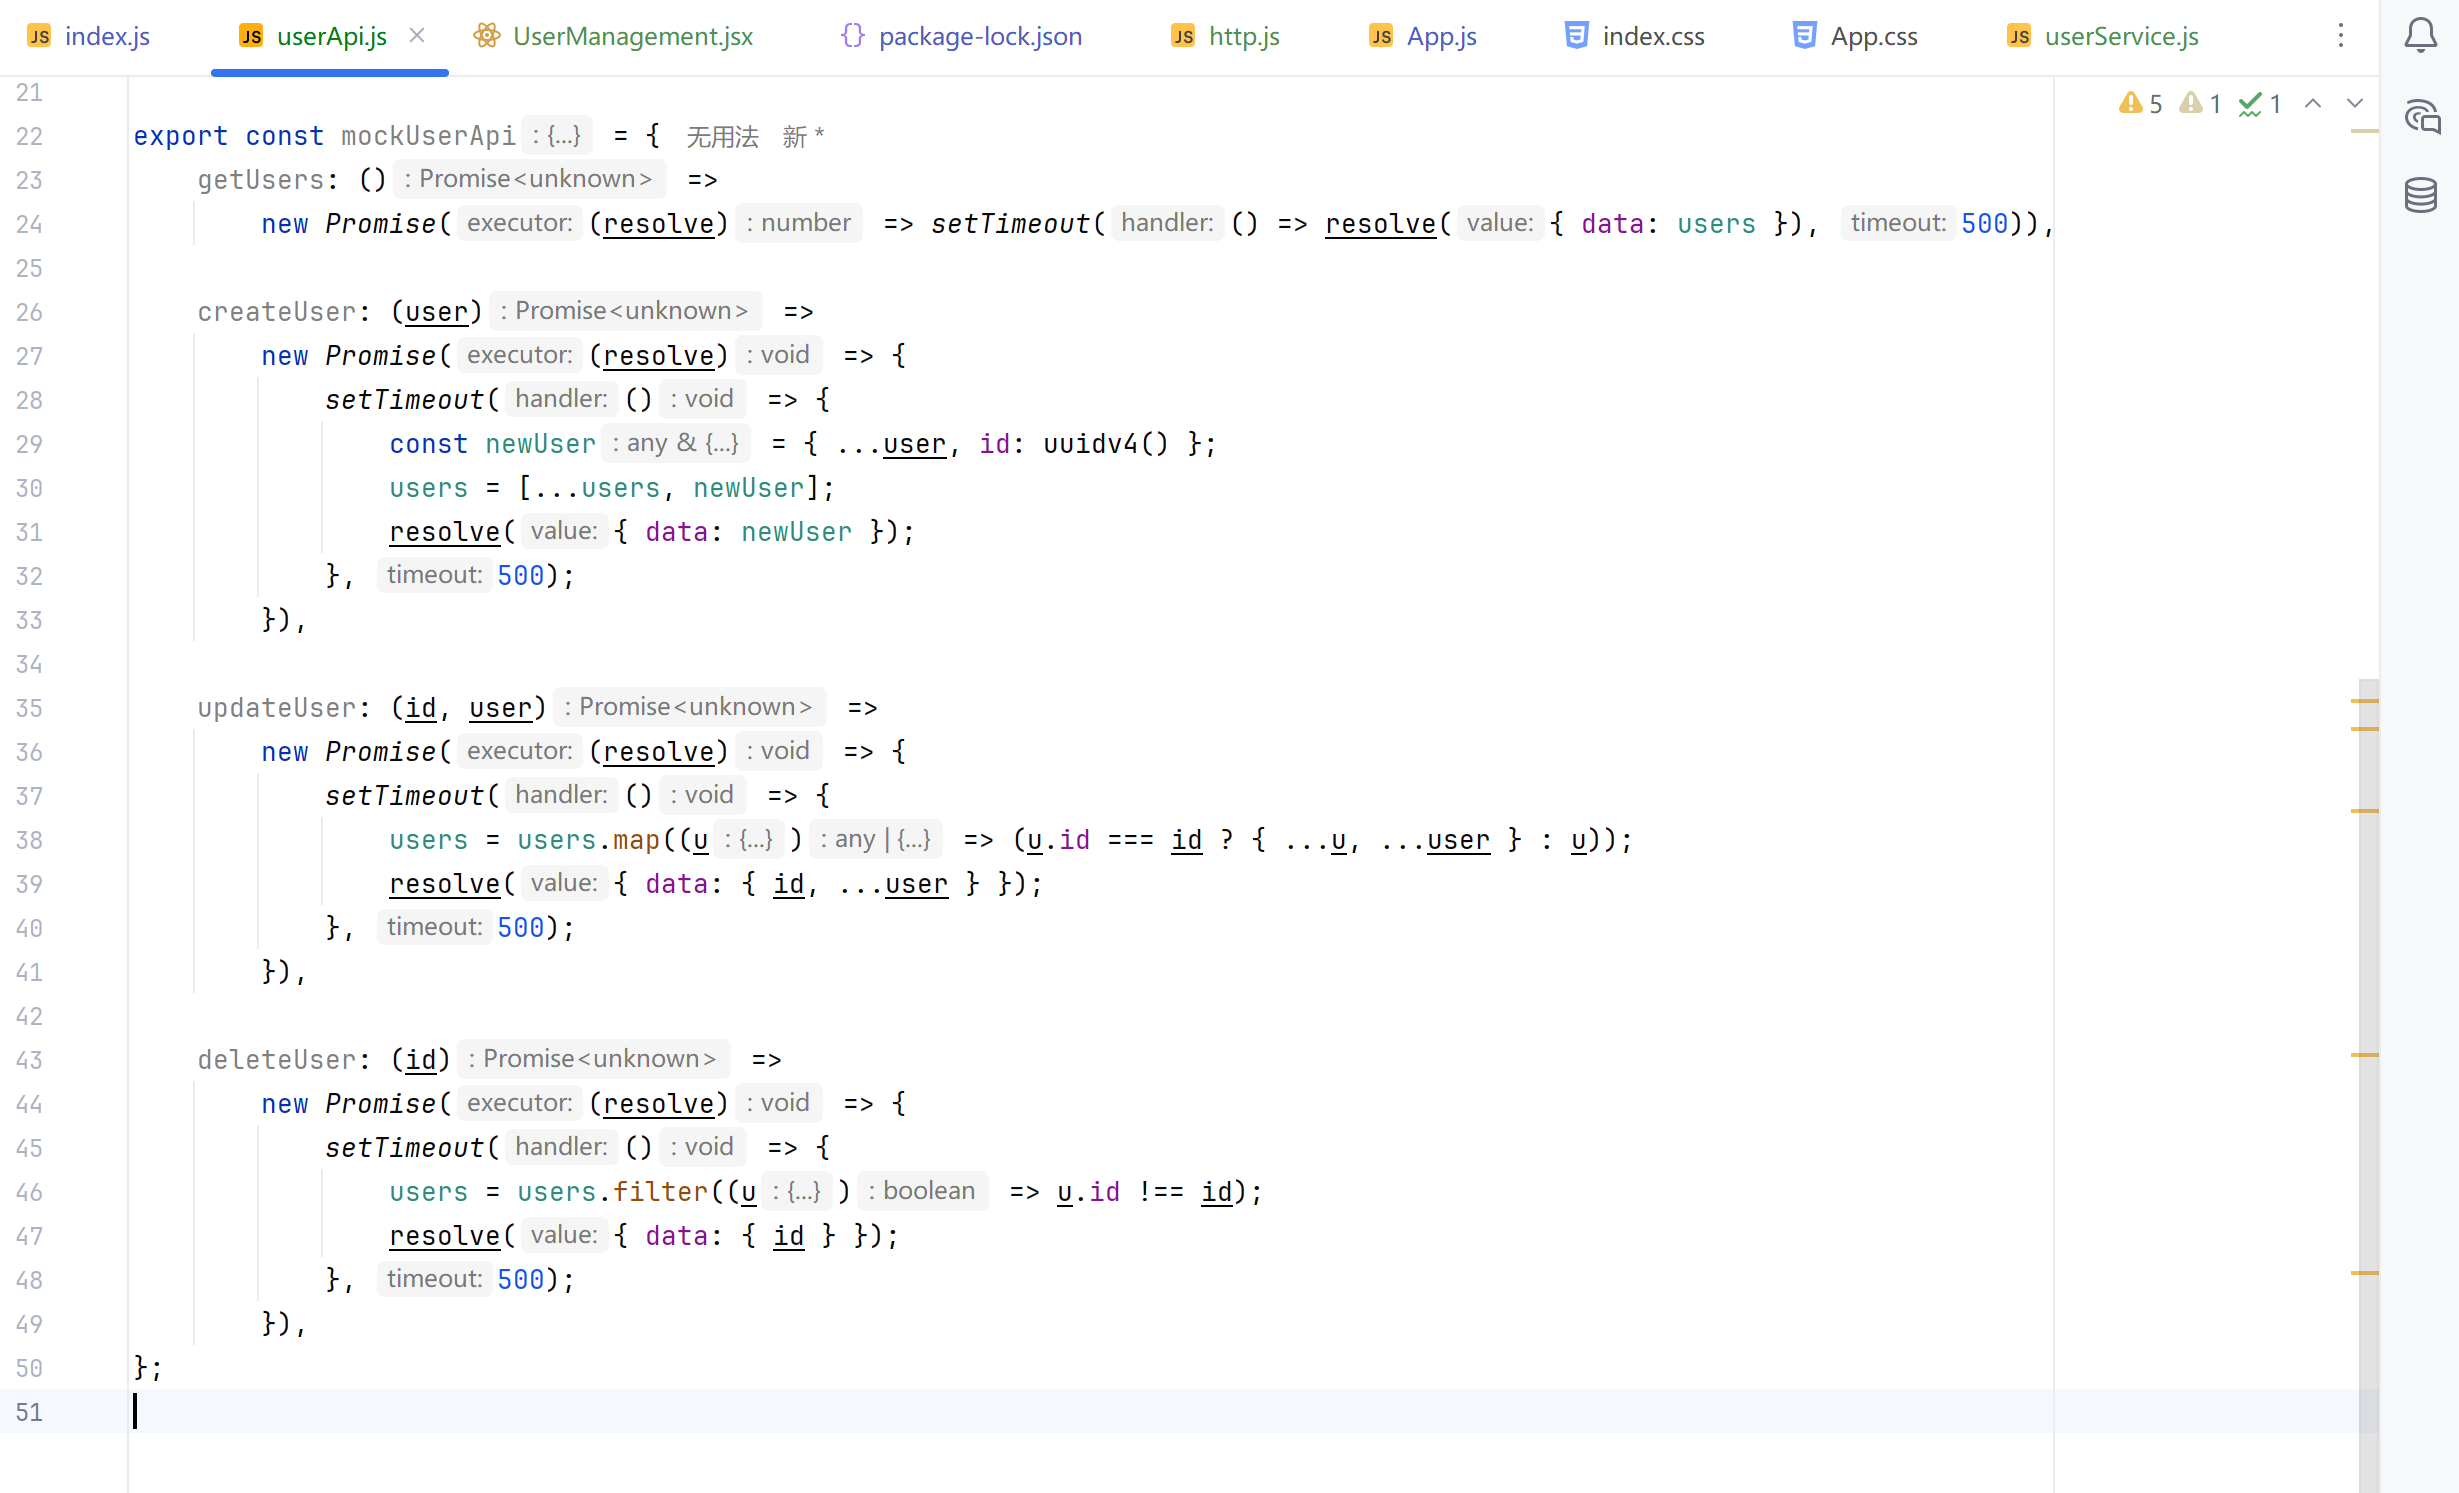 index.js userApi.js UserManagement.jsx package-lock.json http.js App.js index.css App.css userService.js
5 1 1
21
22 export const mockUserApi : {...} = { 无用法 新 *
23 getUsers: () : Promise<unknown> =>
24 new Promise( executor: (resolve) : number => setTimeout( handler: () => resolve( value: { data: users }), timeout: 500)),
25
26 createUser: (user) : Promise<unknown> =>
27 new Promise( executor: (resolve) : void => {
28 setTimeout( handler: () : void => {
29 const newUser : any & {...} = { ...user, id: uuidv4() };
30 users = [...users, newUser];
31 resolve( value: { data: newUser });
32 }, timeout: 500);
33 }),
34
35 updateUser: (id, user) : Promise<unknown> =>
36 new Promise( executor: (resolve) : void => {
37 setTimeout( handler: () : void => {
38 users = users.map((u : {...} ) : any | {...} => (u.id === id ? { ...u, ...user } : u));
39 resolve( value: { data: { id, ...user } });
40 }, timeout: 500);
41 }),
42
43 deleteUser: (id) : Promise<unknown> =>
44 new Promise( executor: (resolve) : void => {
45 setTimeout( handler: () : void => {
46 users = users.filter((u : {...} ) : boolean => u.id !== id);
47 resolve( value: { data: { id } });
48 }, timeout: 500);
49 }),
50 };
51